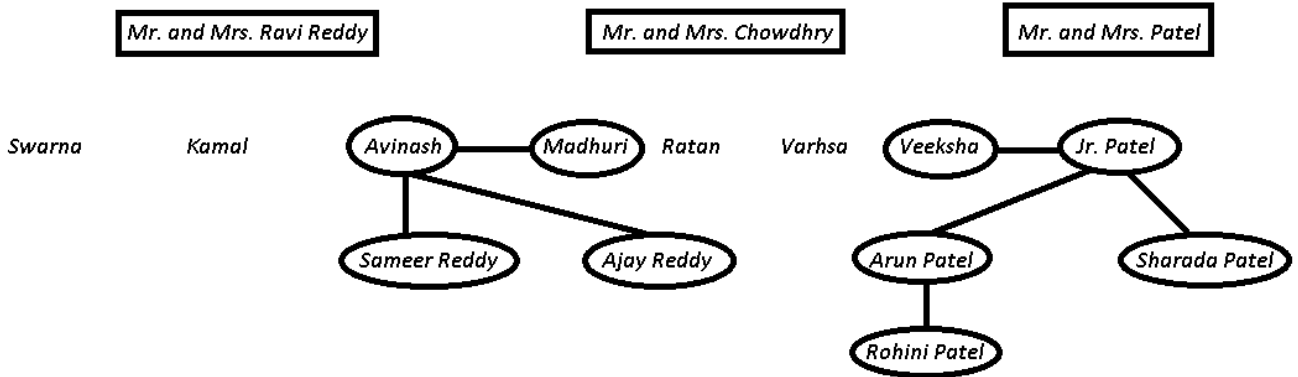 Mr. and Mrs. Ravi Reddy Mr. and Mrs. Chowdhry Mr. and Mrs. Patel
Swarna Kamal Avinash Madhuri Ratan Varhsa Veeksha Jr. Patel
Sameer Reddy Ajay Reddy Arun Patel Sharada Patel
Rohini Patel